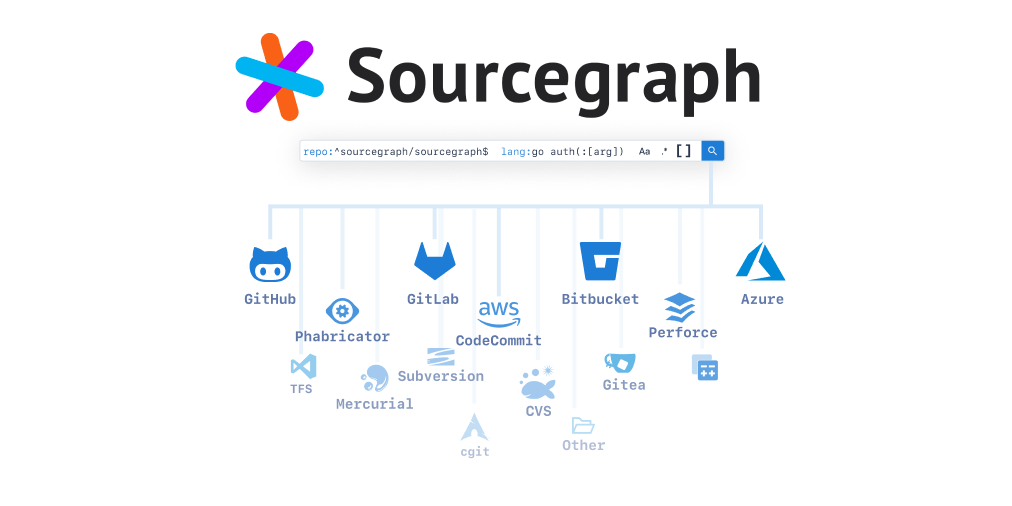 Sourcegraph
repo:^sourcegraph/sourcegraph$ lang:go auth(:[arg]) Aa .* []
GitHub
GitLab
Bitbucket
Azure
Phabricator
aws
CodeCommit
Perforce
TFS
Subversion
Gitea
Mercurial
CVS
cgit
Other